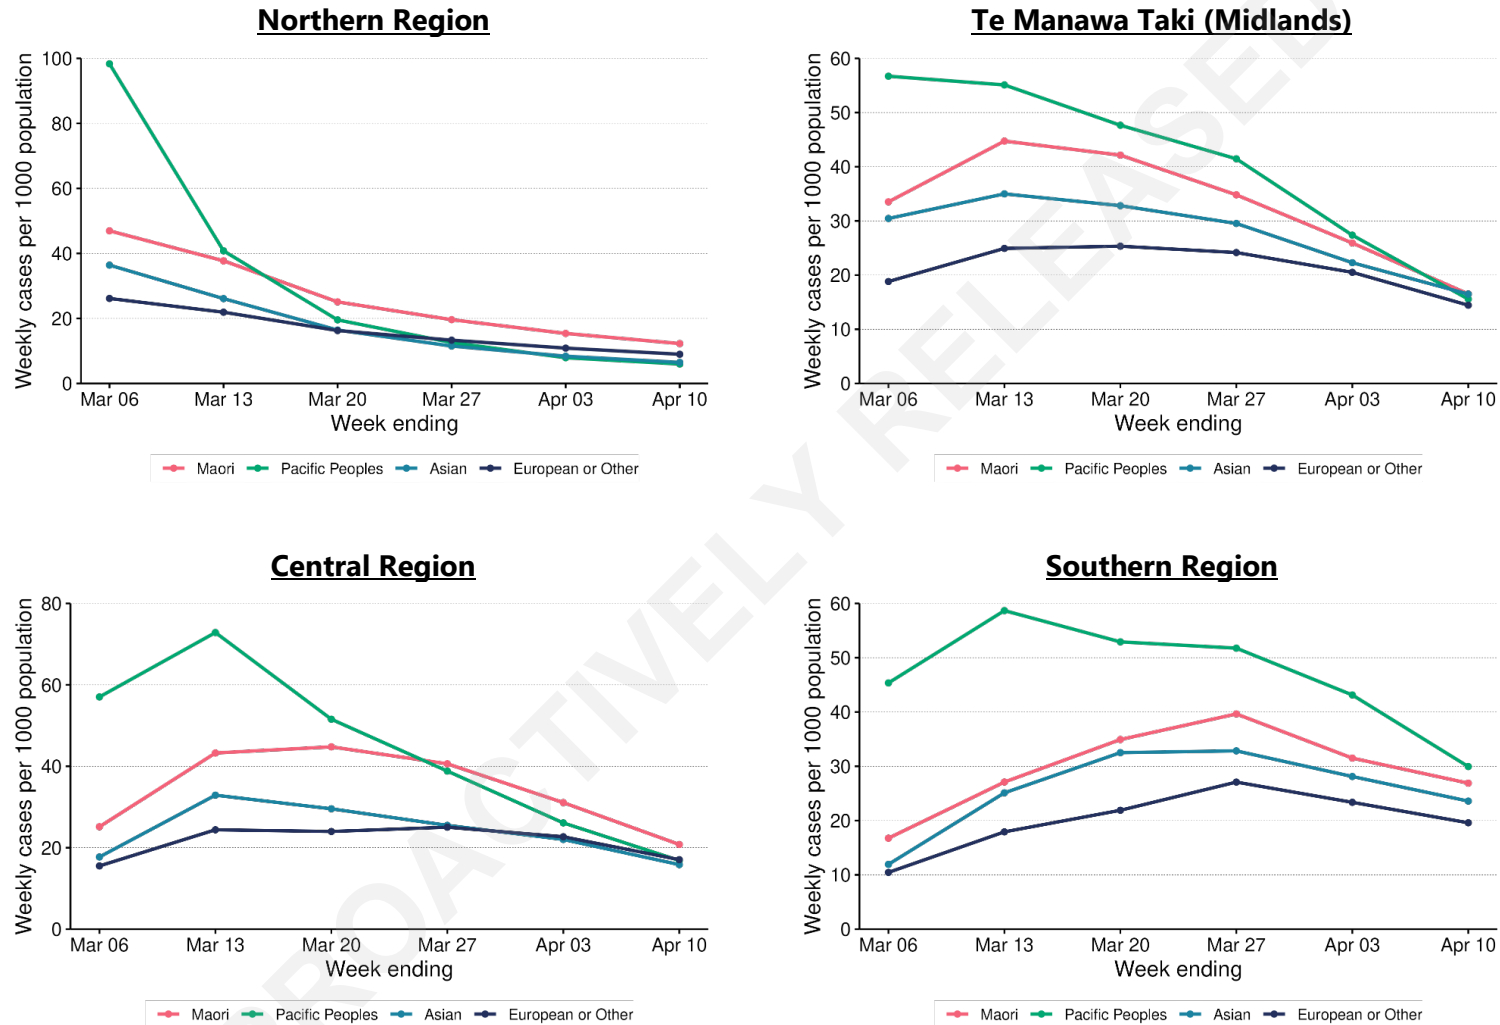 Northern Region
Weekly cases per 1000 population
100
80
60
40
20
0
Mar 06 Mar 13 Mar 20 Mar 27 Apr 03 Apr 10
Week ending
Maori Pacific Peoples Asian European or Other
Te Manawa Taki (Midlands)
Weekly cases per 1000 population
60
50
40
30
20
10
0
Mar 06 Mar 13 Mar 20 Mar 27 Apr 03 Apr 10
Week ending
Maori Pacific Peoples Asian European or Other
Central Region
Weekly cases per 1000 population
80
60
40
20
0
Mar 06 Mar 13 Mar 20 Mar 27 Apr 03 Apr 10
Week ending
Maori Pacific Peoples Asian European or Other
Southern Region
Weekly cases per 1000 population
60
50
40
30
20
10
0
Mar 06 Mar 13 Mar 20 Mar 27 Apr 03 Apr 10
Week ending
Maori Pacific Peoples Asian European or Other
PROACTIVELY RELEASED